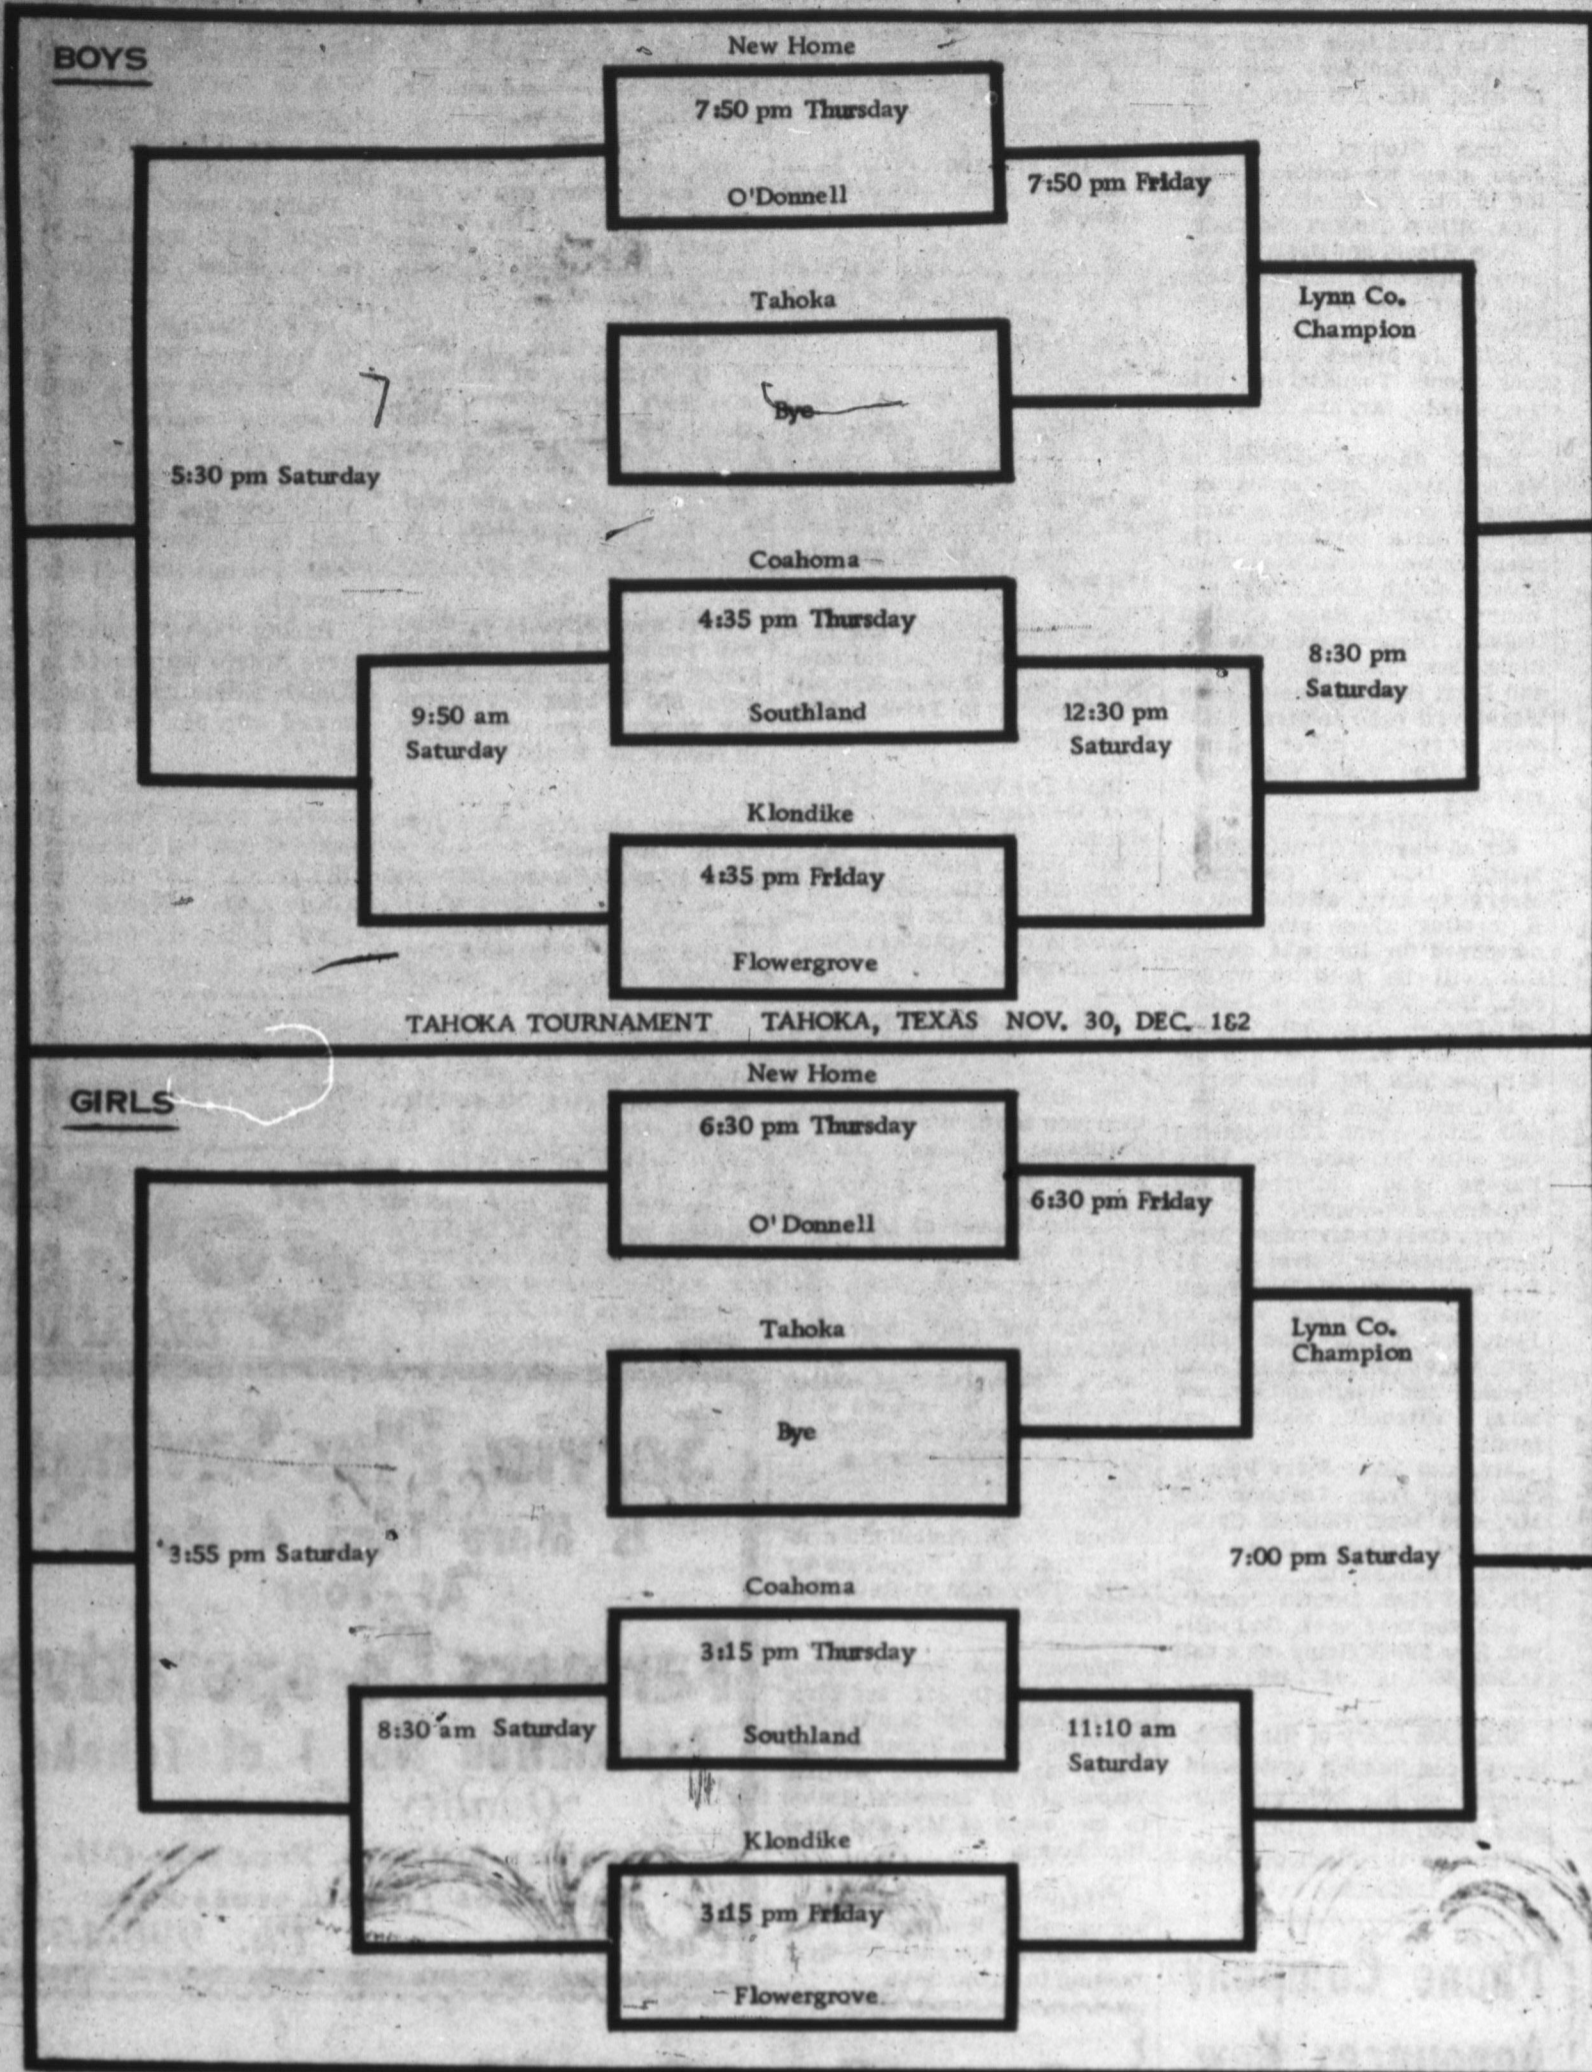 BOYS
New Home
7:50 pm Thursday
O'Donnell
7:50 pm Friday
Tahoka
Bye
Lynn Co.
Champion
5:30 pm Saturday
Coahoma
4:35 pm Thursday
Southland
9:50 am
Saturday
12:30 pm
Saturday
8:30 pm
Saturday
Klondike
4:35 pm Friday
Flowergrove
TAHOKA TOURNAMENT TAHOKA, TEXAS NOV. 30, DEC. 1&2
GIRLS
New Home
6:30 pm Thursday
O'Donnell
6:30 pm Friday
Tahoka
Bye
Lynn Co.
Champion
3:55 pm Saturday
7:00 pm Saturday
Coahoma
3:15 pm Thursday
Southland
8:30 am Saturday
11:10 am
Saturday
Klondike
3:15 pm Friday
Flowergrove